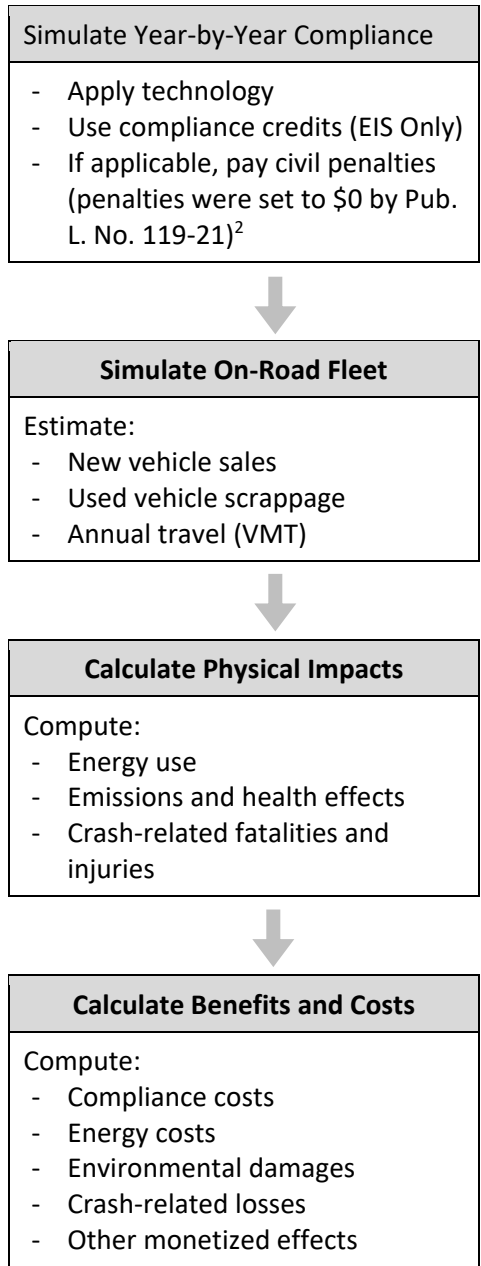 Simulate Year-by-Year Compliance
- Apply technology
- Use compliance credits (EIS Only)
- If applicable, pay civil penalties
(penalties were set to $0 by Pub.
L. No. 119-21)²
Simulate On-Road Fleet
Estimate:
- New vehicle sales
- Used vehicle scrappage
- Annual travel (VMT)
Calculate Physical Impacts
Compute:
- Energy use
- Emissions and health effects
- Crash-related fatalities and
injuries
Calculate Benefits and Costs
Compute:
- Compliance costs
- Energy costs
- Environmental damages
- Crash-related losses
- Other monetized effects